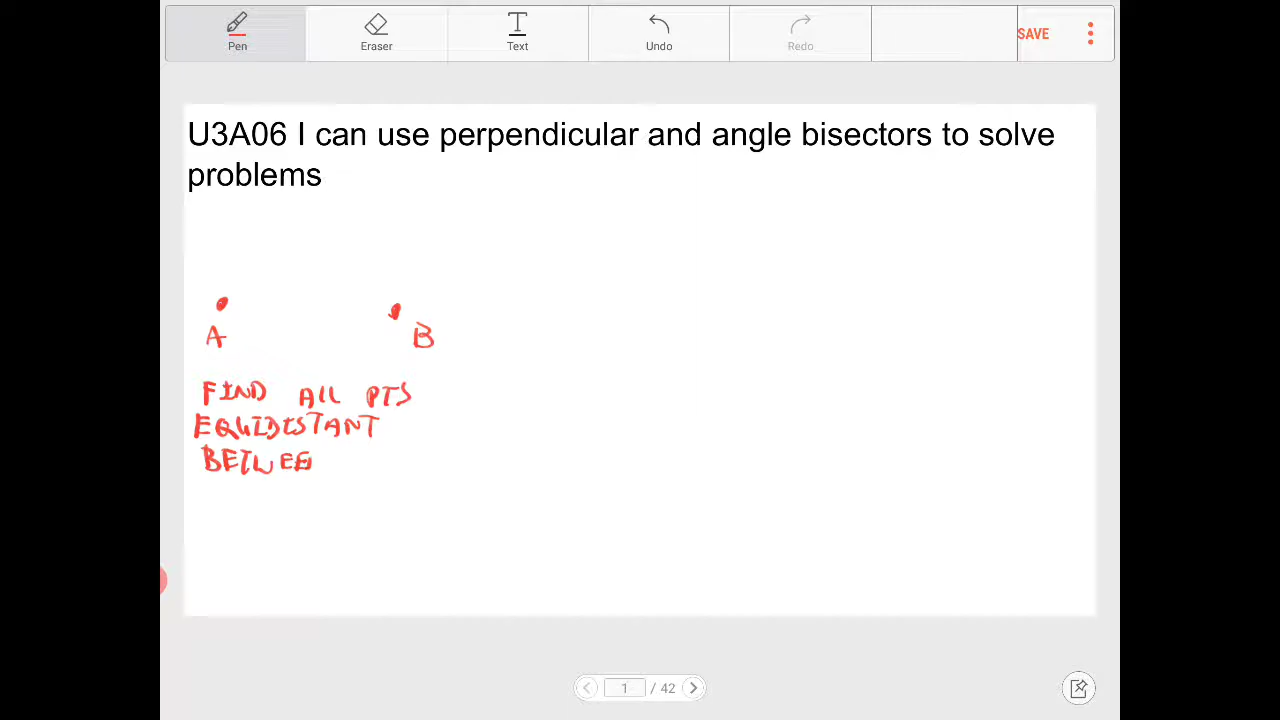 Pen
Eraser
Text
Undo
Redo
SAVE
U3A06 I can use perpendicular and angle bisectors to solve
problems
A
B
FIND ALL PTS
EQUIDISTANT
BETWEE
1 / 42